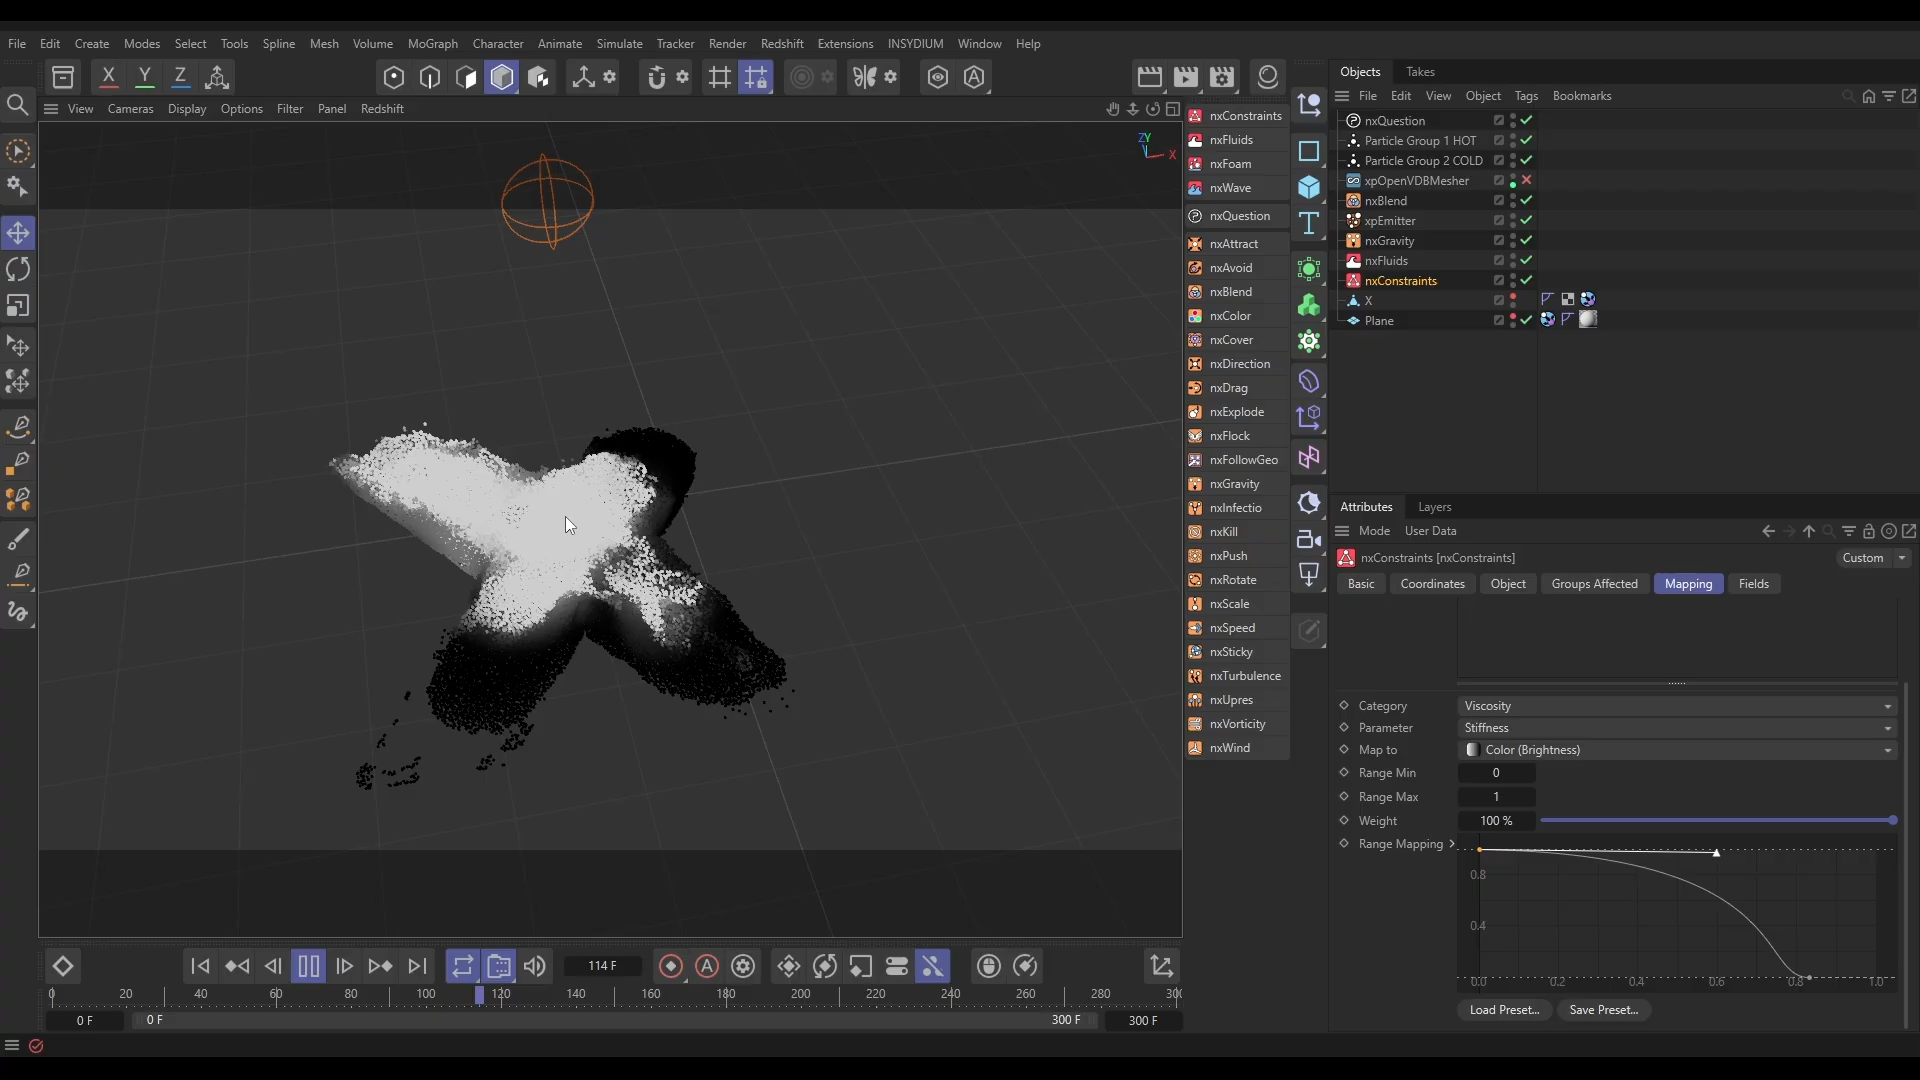 File Edit Create Modes Select Tools Spline Mesh Volume MoGraph Character Animate Simulate Tracker Render Redshift Extensions INSYDIUM Window Help
X Y Z
View Cameras Display Options Filter Panel Redshift
ZY
X
nxConstraints
nxFluids
nxFoam
nxWave
nxQuestion
nxAttract
nxAvoid
nxBlend
nxColor
nxCover
nxDirection
nxDrag
nxExplode
nxFlock
nxFollowGeo
nxGravity
nxInfectio
nxKill
nxPush
nxRotate
nxScale
nxSpeed
nxSticky
nxTurbulence
nxUpres
nxVorticity
nxWind
Objects Takes
File Edit View Object Tags Bookmarks
nxQuestion
Particle Group 1 HOT
Particle Group 2 COLD
xpOpenVDBMesher
nxBlend
xpEmitter
nxGravity
nxFluids
nxConstraints
X
Plane
Attributes Layers
Mode User Data
nxConstraints [nxConstraints] Custom
Basic Coordinates Object Groups Affected Mapping Fields
Category Viscosity
Parameter Stiffness
Map to Color (Brightness)
Range Min 0
Range Max 1
Weight 100 %
Range Mapping
0.8
0.4
0.0 0.2 0.4 0.6 0.8 1.0
Load Preset... Save Preset...
114 F
0 20 40 60 80 100 120 140 160 180 200 220 240 260 280 300
0 F 0 F 300 F 300 F